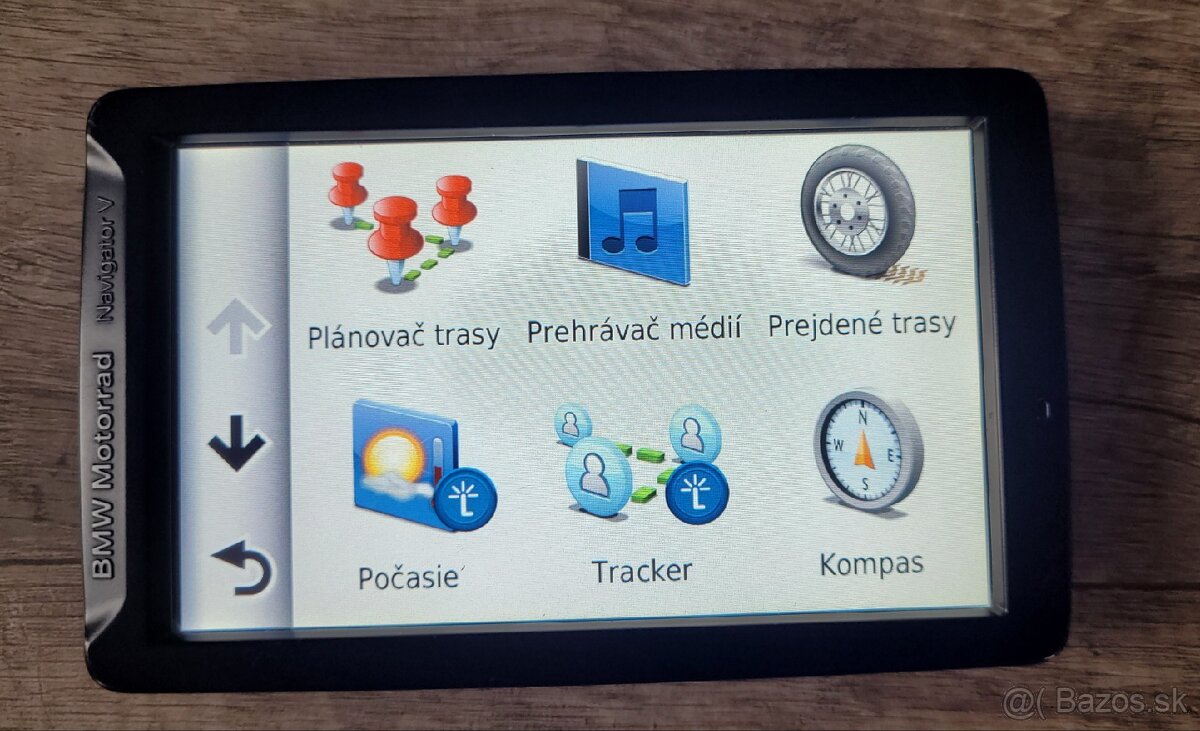 BMW Motorrad Navigator V
Plánovač trasy
Prehrávač médií
Prejdené trasy
N
W E
S
Počasie
Tracker
Kompas
@( Bazos.sk